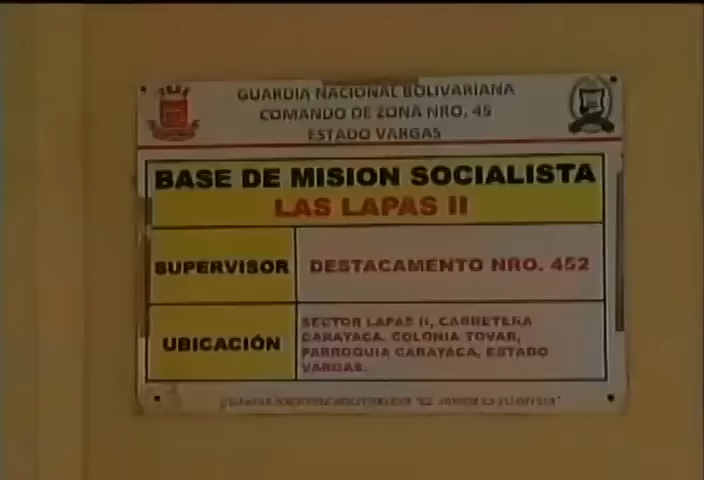 GUARDIA NACIONAL BOLIVARIANA
COMANDO DE ZONA NRO. 45
ESTADO VARGAS
BASE DE MISION SOCIALISTA
LAS LAPAS II
SUPERVISOR
DESTACAMENTO NRO. 452
UBICACIÓN
SECTOR LAPAS II, CARRETERA
CARAYACA. COLONIA TOVAR,
PARROQUIA CARAYACA, ESTADO
VARGAS.